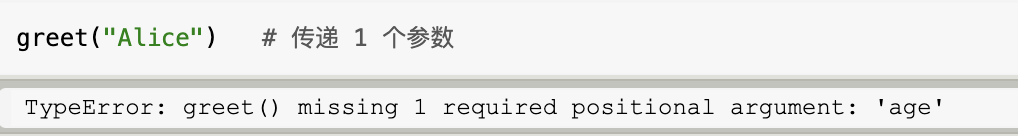 greet("Alice")   # 传递 1 个参数
TypeError: greet() missing 1 required positional argument: 'age'